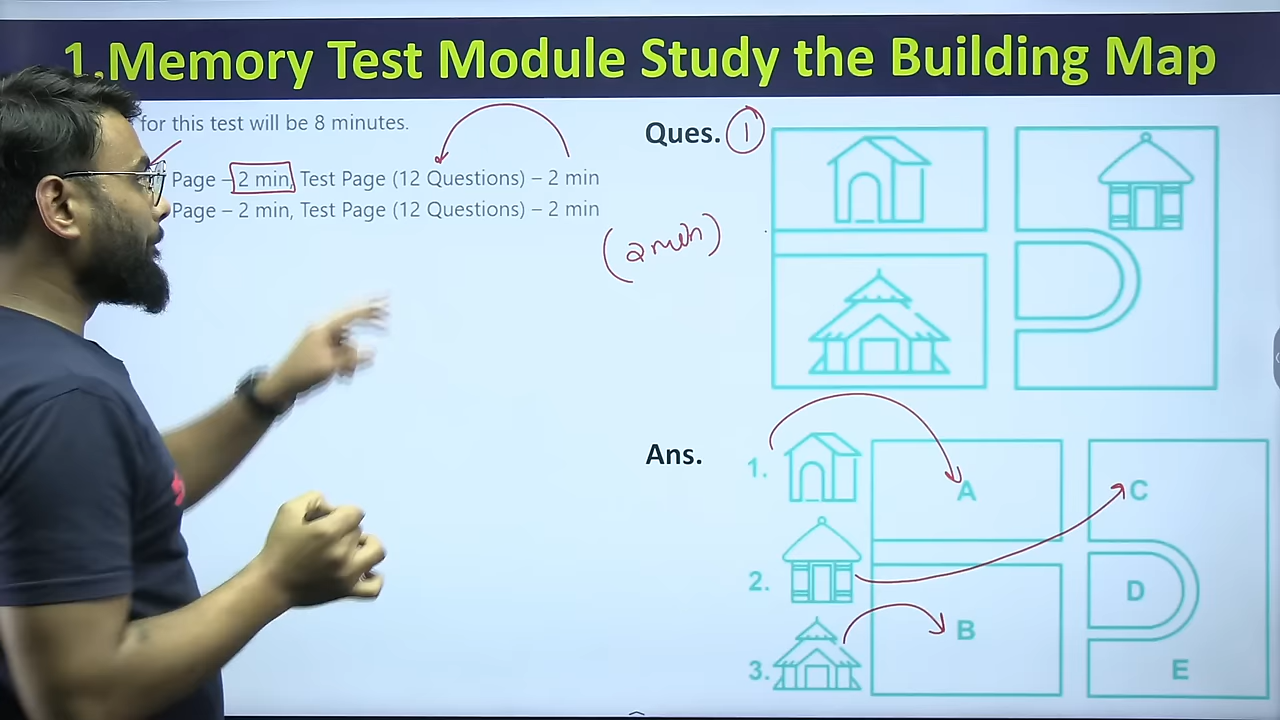 1.Memory Test Module Study the Building Map
for this test will be 8 minutes.
Page – 2 min, Test Page (12 Questions) – 2 min
Page – 2 min, Test Page (12 Questions) – 2 min
Ques. 1
(2 min)
Ans.
1.
A
C
2.
D
B
3.
E